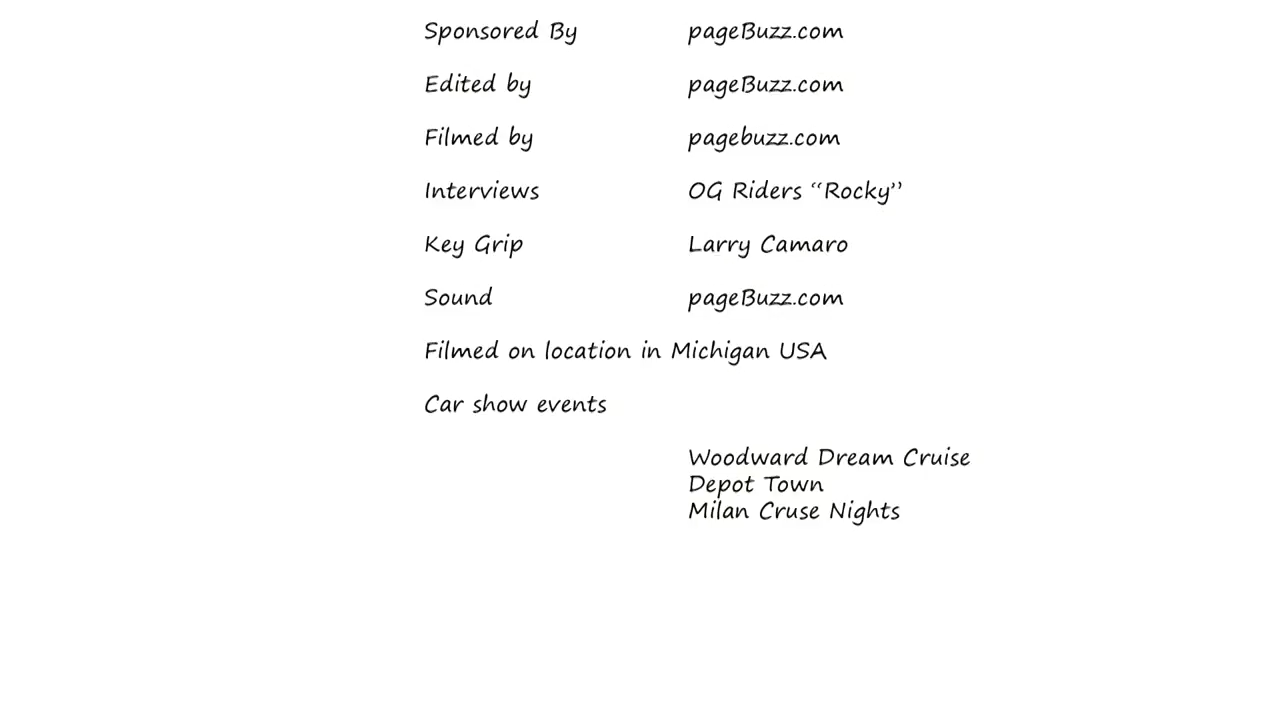 Sponsored By pageBuzz.com
Edited by pageBuzz.com
Filmed by pagebuzz.com
Interviews OG Riders “Rocky”
Key Grip Larry Camaro
Sound pageBuzz.com
Filmed on location in Michigan USA
Car show events
Woodward Dream Cruise
Depot Town
Milan Cruse Nights